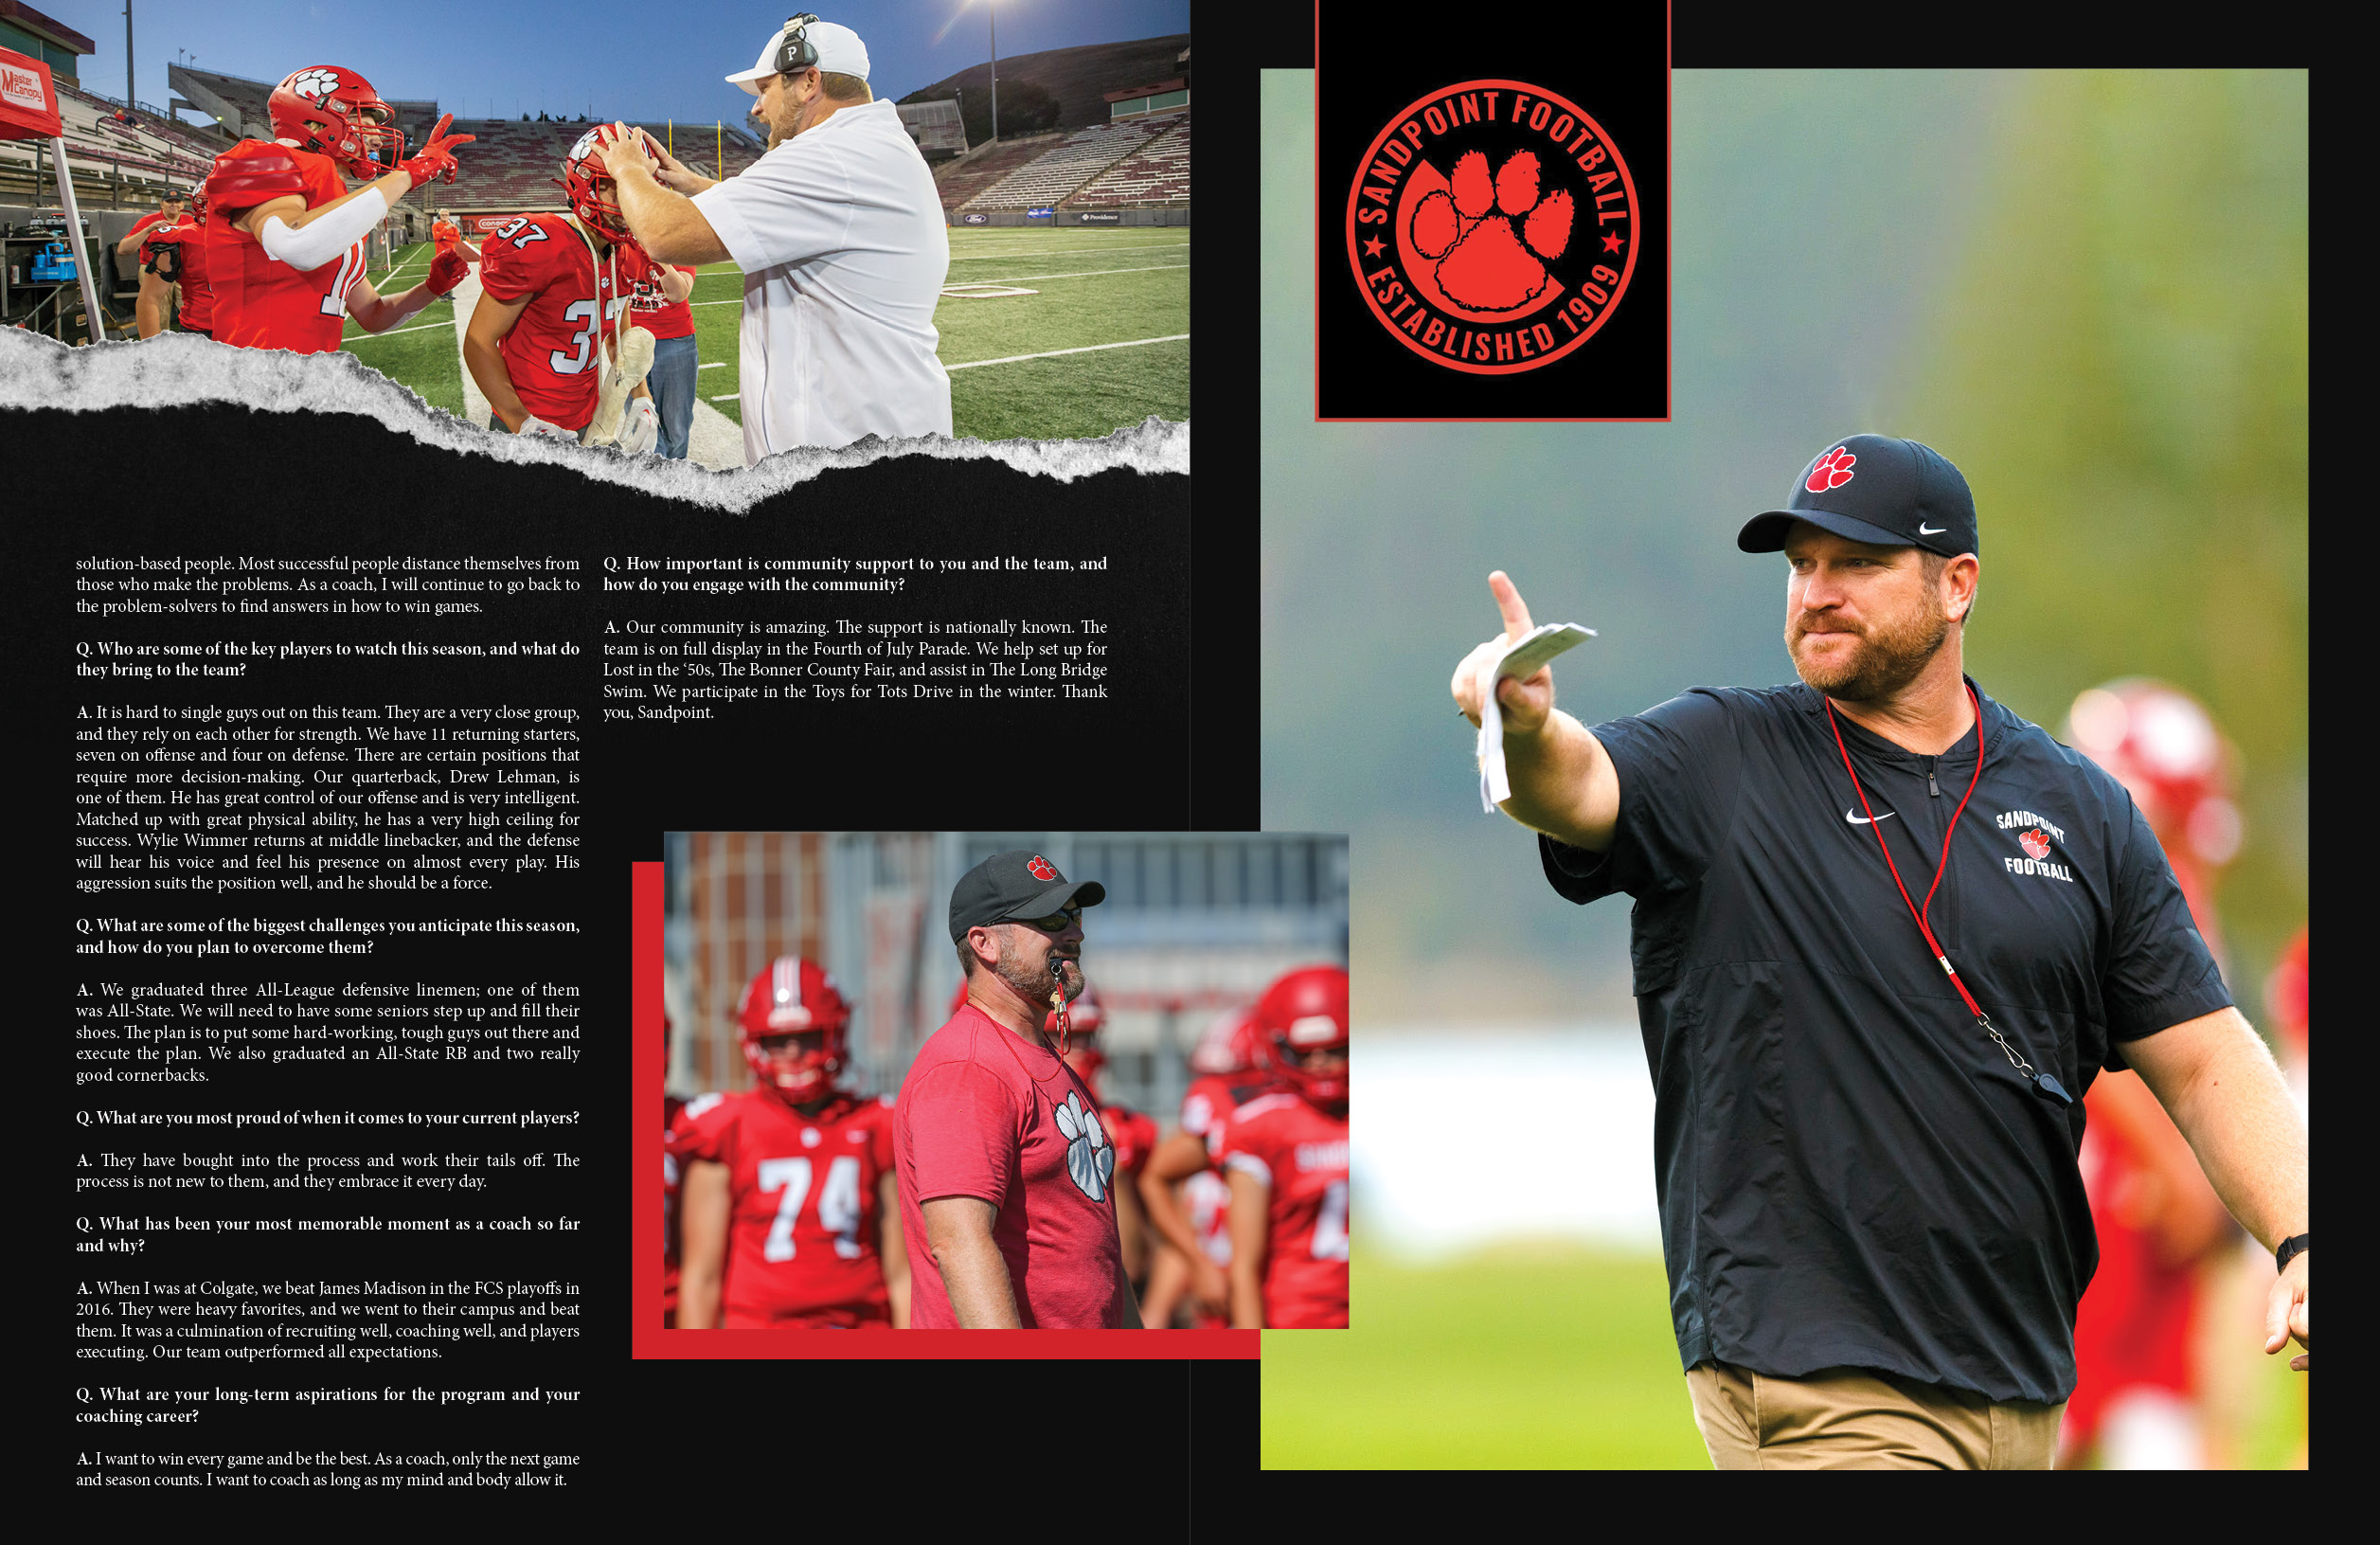 Master
Canopy
P
37
37
1
conoco
Ford
Providence
solution-based people. Most successful people distance themselves from
those who make the problems. As a coach, I will continue to go back to
the problem-solvers to find answers in how to win games.
Q. Who are some of the key players to watch this season, and what do
they bring to the team?
A. It is hard to single guys out on this team. They are a very close group,
and they rely on each other for strength. We have 11 returning starters,
seven on offense and four on defense. There are certain positions that
require more decision-making. Our quarterback, Drew Lehman, is
one of them. He has great control of our offense and is very intelligent.
Matched up with great physical ability, he has a very high ceiling for
success. Wylie Wimmer returns at middle linebacker, and the defense
will hear his voice and feel his presence on almost every play. His
aggression suits the position well, and he should be a force.
Q. What are some of the biggest challenges you anticipate this season,
and how do you plan to overcome them?
A. We graduated three All-League defensive linemen; one of them
was All-State. We will need to have some seniors step up and fill their
shoes. The plan is to put some hard-working, tough guys out there and
execute the plan. We also graduated an All-State RB and two really
good cornerbacks.
Q. What are you most proud of when it comes to your current players?
A. They have bought into the process and work their tails off. The
process is not new to them, and they embrace it every day.
Q. What has been your most memorable moment as a coach so far
and why?
A. When I was at Colgate, we beat James Madison in the FCS playoffs in
2016. They were heavy favorites, and we went to their campus and beat
them. It was a culmination of recruiting well, coaching well, and players
executing. Our team outperformed all expectations.
Q. What are your long-term aspirations for the program and your
coaching career?
A. I want to win every game and be the best. As a coach, only the next game
and season counts. I want to coach as long as my mind and body allow it.
Q. How important is community support to you and the team, and
how do you engage with the community?
A. Our community is amazing. The support is nationally known. The
team is on full display in the Fourth of July Parade. We help set up for
Lost in the ‘50s, The Bonner County Fair, and assist in The Long Bridge
Swim. We participate in the Toys for Tots Drive in the winter. Thank
you, Sandpoint.
74
SANDPOINT FOOTBALL
ESTABLISHED 1909
SANDPOINT
FOOTBALL